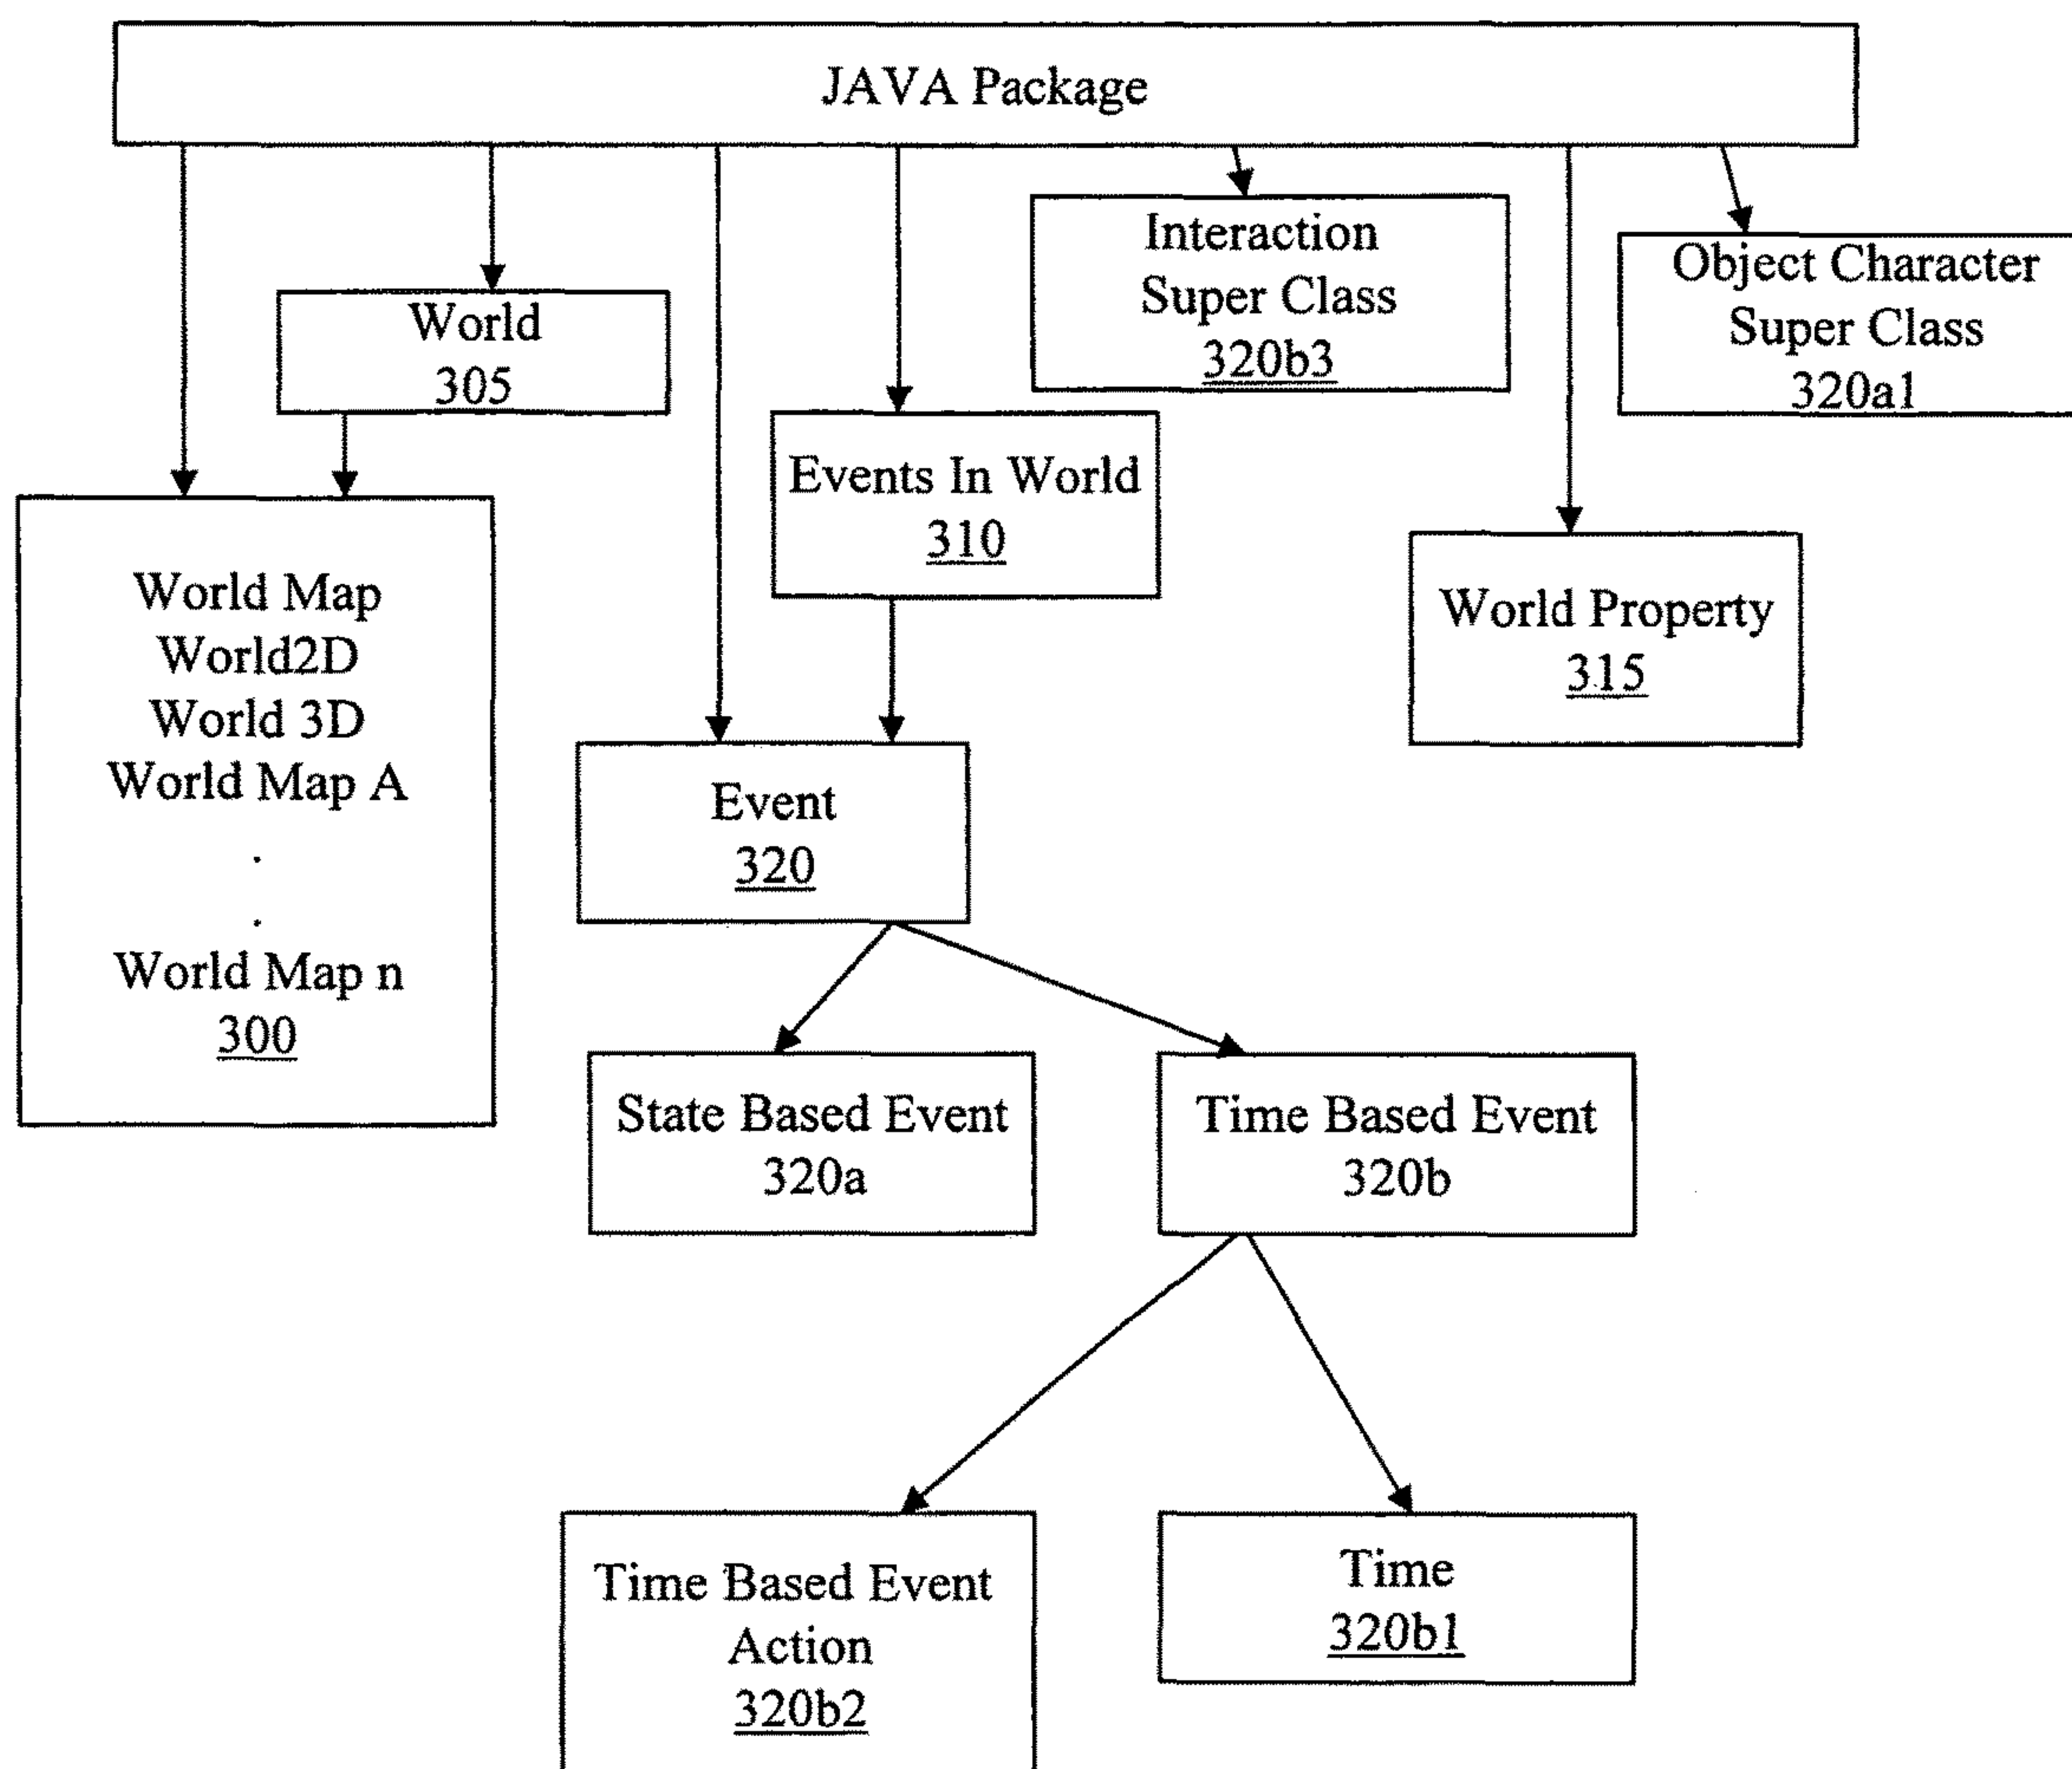 JAVA Package
World
305
Interaction
Super Class
320b3
Object Character
Super Class
320a1
Events In World
310
World Map
World2D
World 3D
World Map A
.
.
World Map n
300
World Property
315
Event
320
State Based Event
320a
Time Based Event
320b
Time Based Event
Action
320b2
Time
320b1